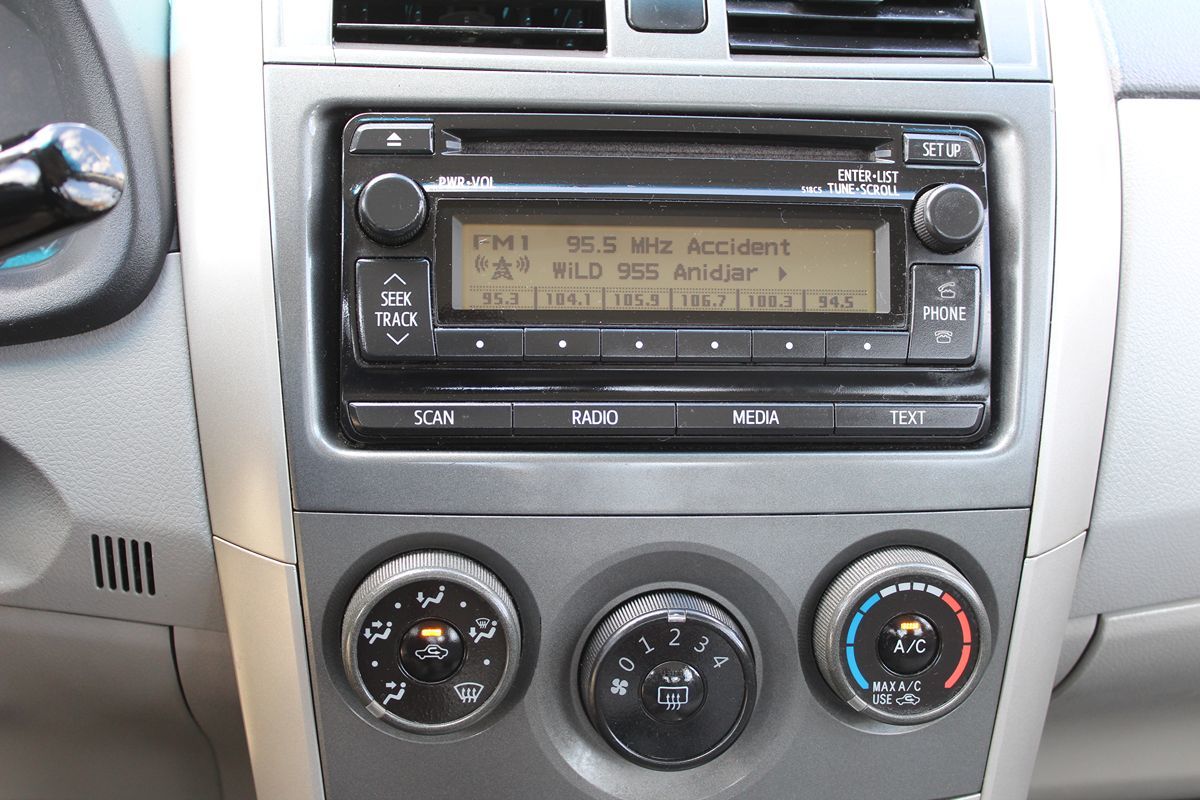 SET UP
PWR•VOL
ENTER•LIST
518C5 TUNE•SCROLL
FM1 95.5 MHz Accident
WiLD 955 Anidjar
95.3 104.1 105.9 106.7 100.3 94.5
SEEK
TRACK
PHONE
SCAN RADIO MEDIA TEXT
0 1 2 3 4
A/C
MAX A/C
USE